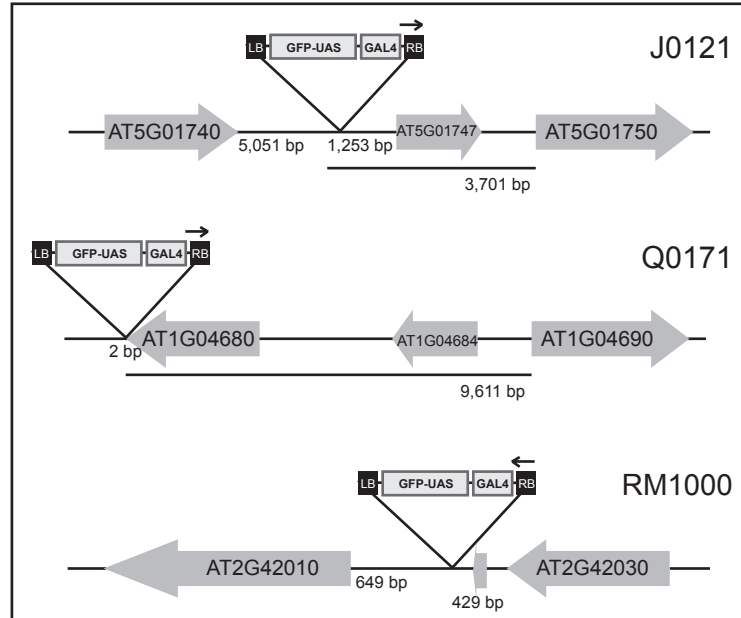 J0121
LB GFP-UAS GAL4 RB
AT5G01740 AT5G01747 AT5G01750
5,051 bp 1,253 bp
3,701 bp
Q0171
LB GFP-UAS GAL4 RB
AT1G04680 AT1G04684 AT1G04690
2 bp
9,611 bp
RM1000
LB GFP-UAS GAL4 RB
AT2G42010 AT2G42030
649 bp
429 bp